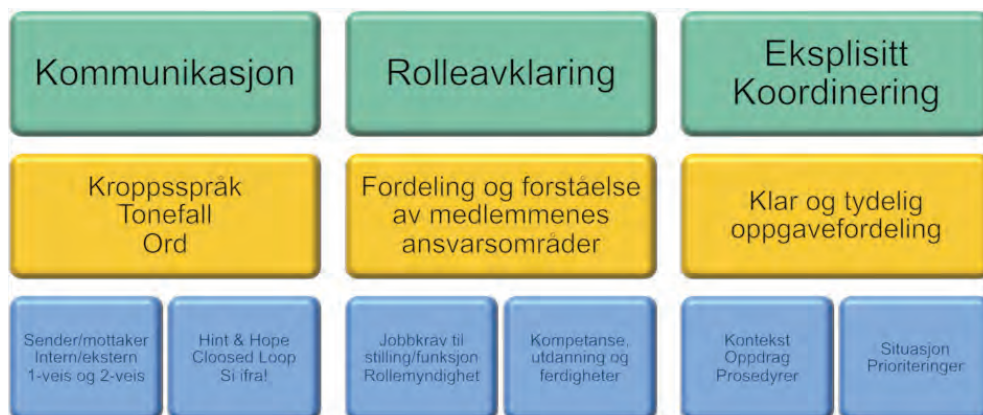 Kommunikasjon
Rolleavklaring
Eksplisitt
Koordinering
Kroppsspråk
Tonefall
Ord
Fordeling og forståelse
av medlemmenes
ansvarsområder
Klar og tydelig
oppgavefordeling
Sender/mottaker
Intern/ekstern
1-veis og 2-veis
Hint & Hope
Cloosed Loop
Si ifra!
Jobbkrav til
stilling/funksjon
Rollemyndighet
Kompetanse,
utdanning og
ferdigheter
Kontekst
Oppdrag
Prosedyrer
Situasjon
Prioriteringer